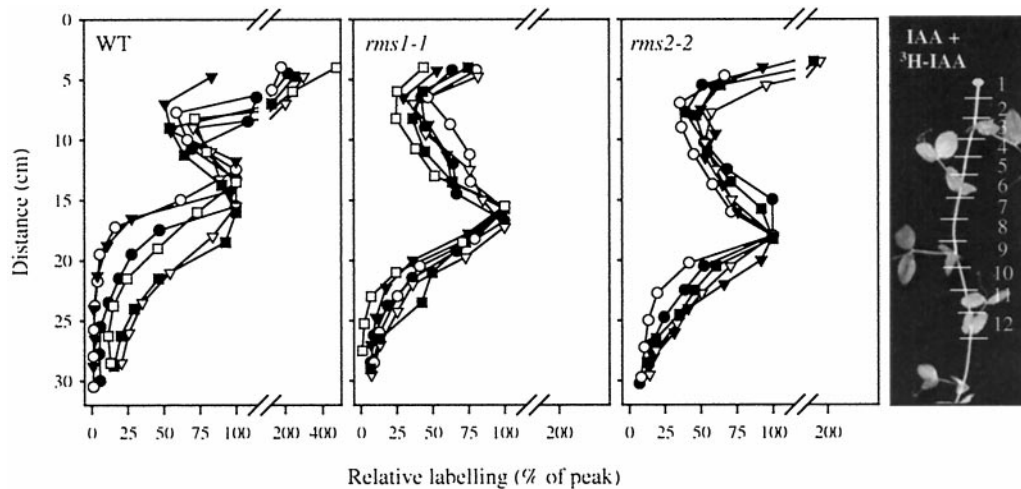 WT
rms1-1
rms2-2
IAA +
³H-IAA
Distance (cm)
0
5
10
15
20
25
30
1
2
3
4
5
6
7
8
9
10
11
12
0 25 50 75 100 200 400
0 25 50 75 100 200
0 25 50 75 100 200
Relative labelling (% of peak)